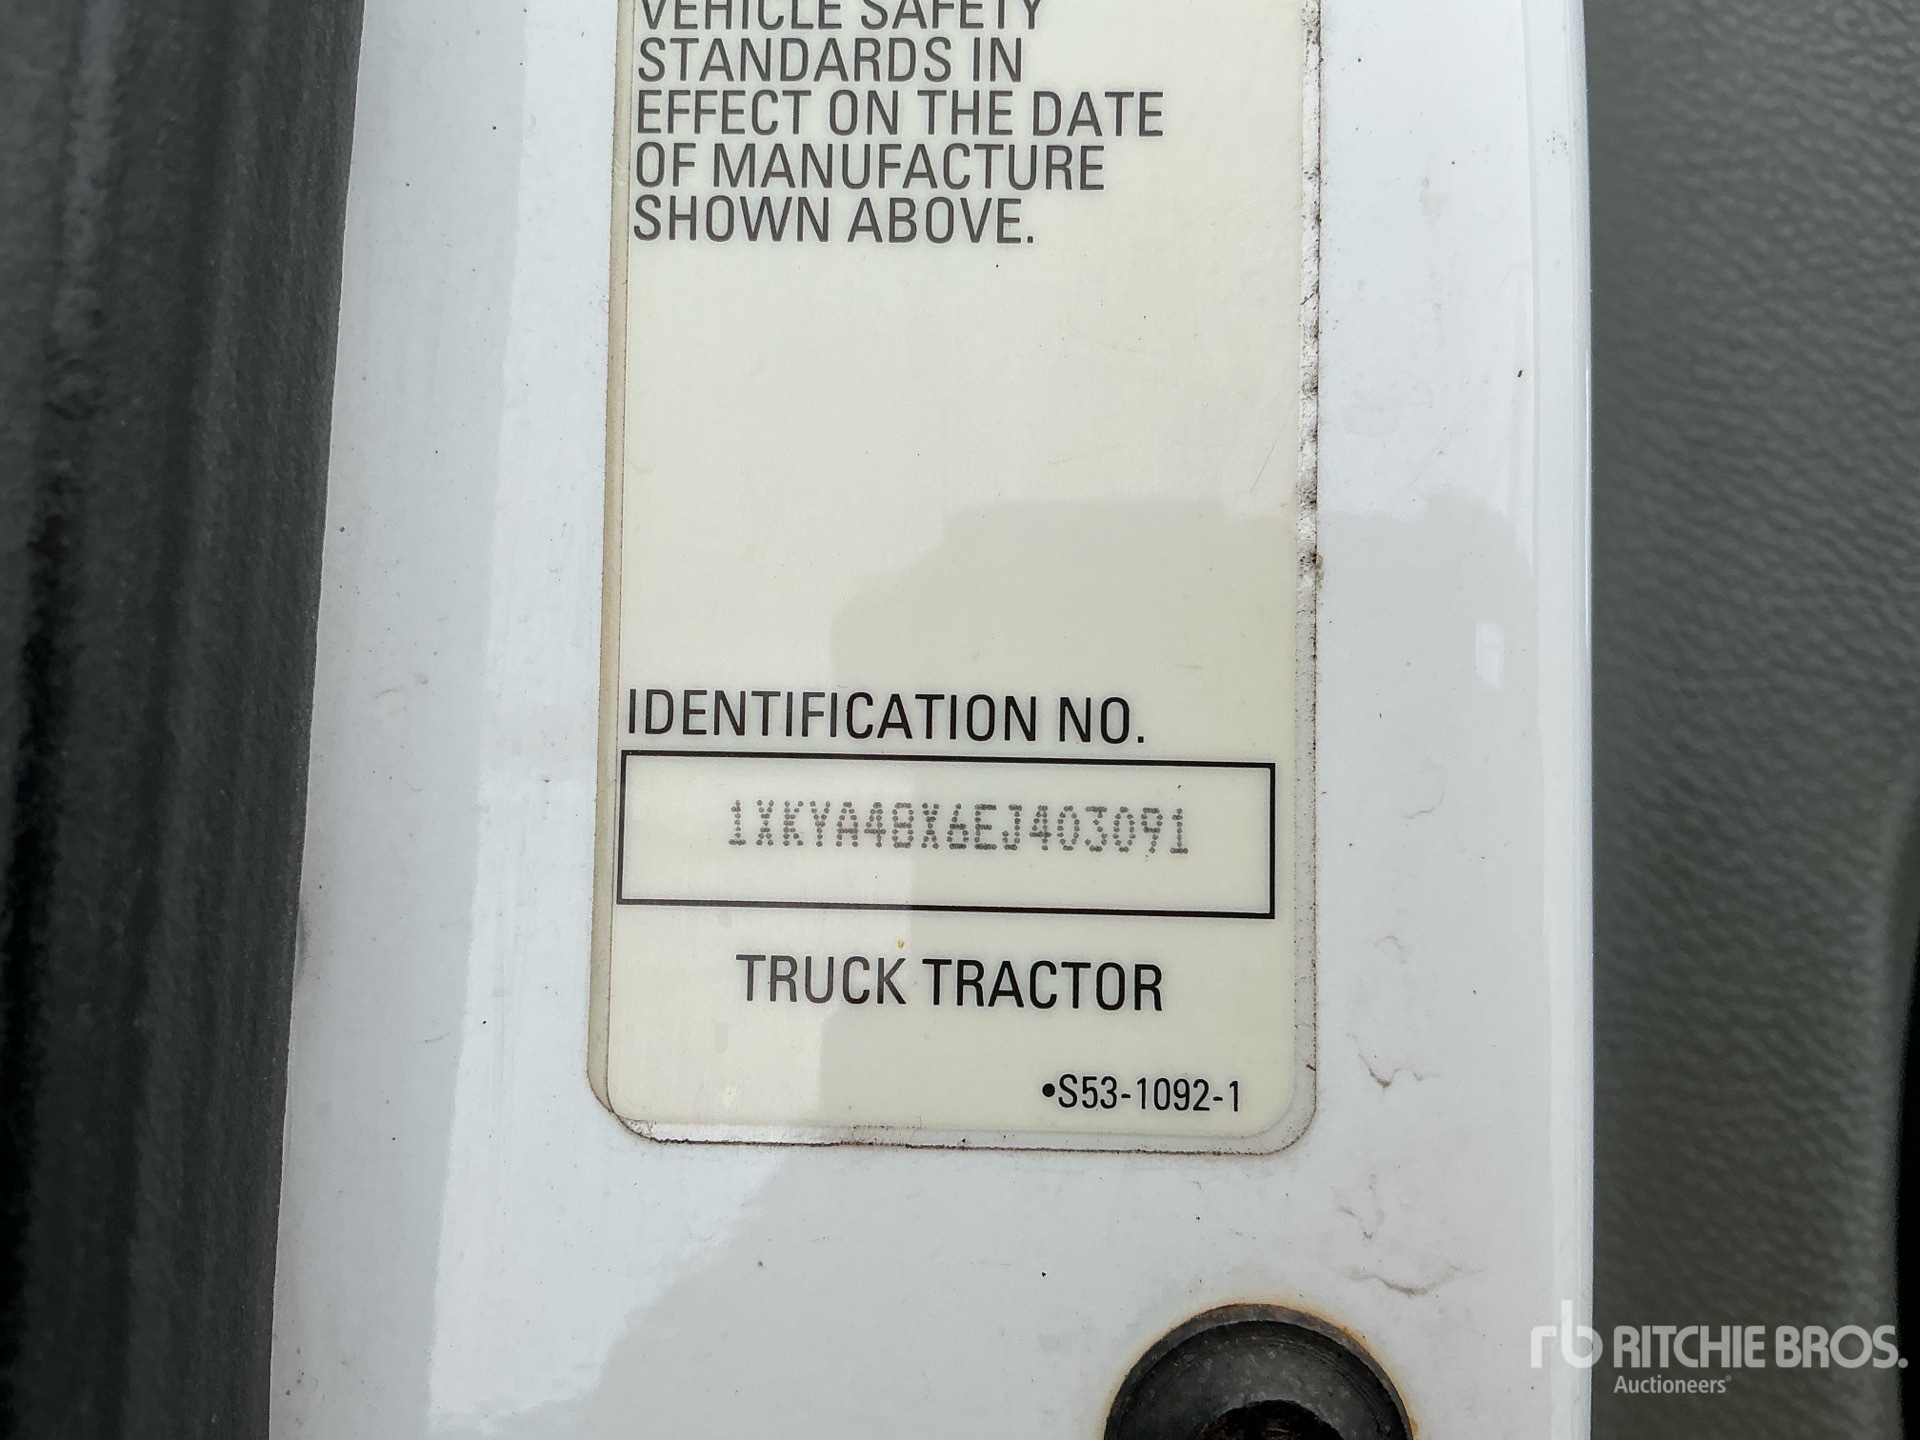 VEHICLE SAFETY
STANDARDS IN
EFFECT ON THE DATE
OF MANUFACTURE
SHOWN ABOVE.
IDENTIFICATION NO.
1XKYA48X6EJ403091
TRUCK TRACTOR
•S53-1092-1
rb RITCHIE BROS.
Auctioneers®